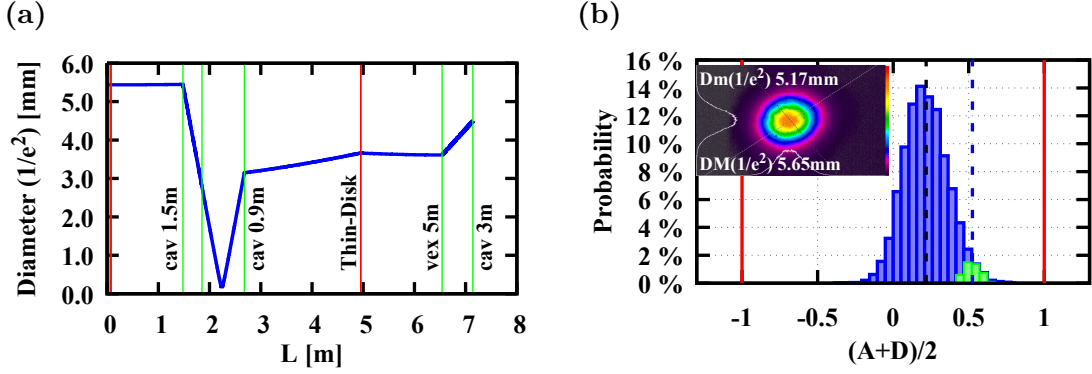 (a)
(b)
Diameter (1/e²) [mm]
6.0
5.0
4.0
3.0
2.0
1.0
0.0
cav 1.5m
cav 0.9m
Thin-Disk
vex 5m
cav 3m
0 1 2 3 4 5 6 7 8
L [m]
Probability
16 %
14 %
12 %
10 %
8 %
6 %
4 %
2 %
0 %
Dm(1/e²) 5.17mm
DM(1/e²) 5.65mm
-1 -0.5 0 0.5 1
(A+D)/2